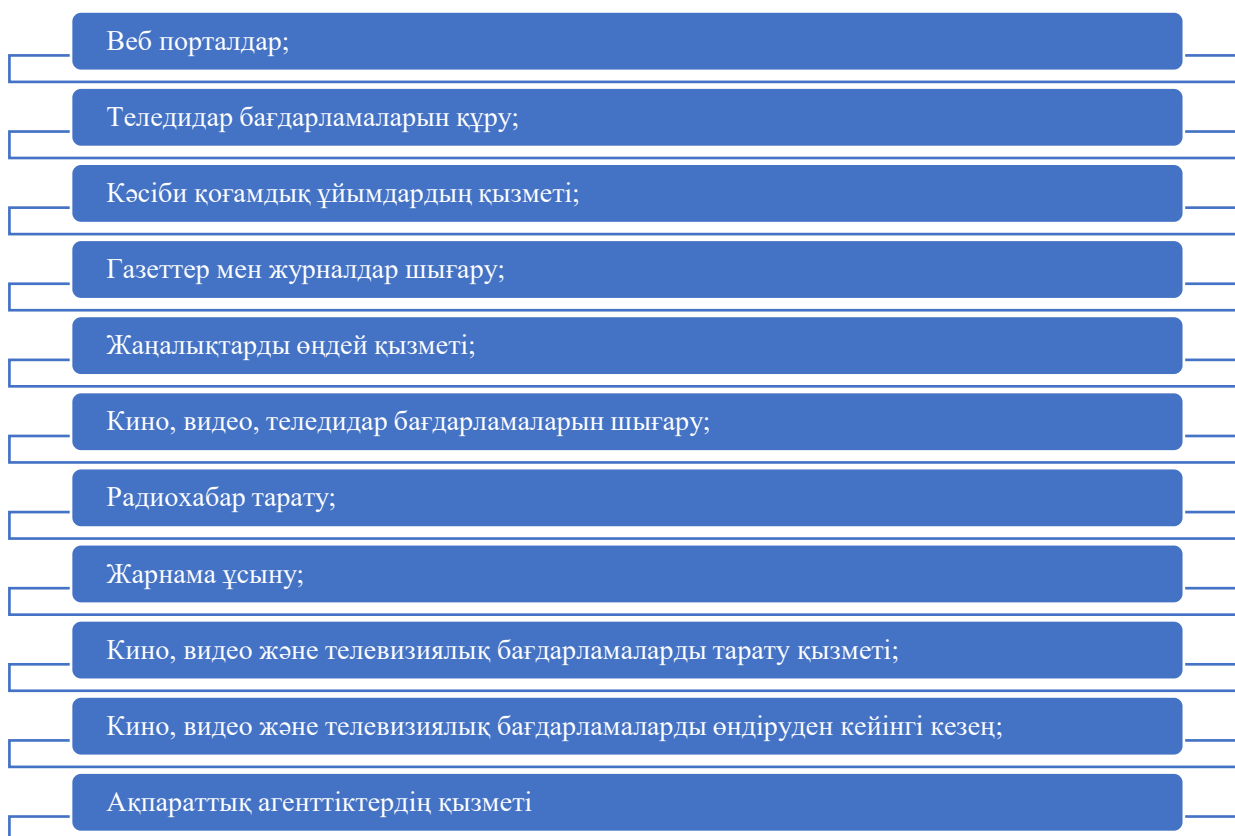 Веб порталдар;
Теледидар бағдарламаларын құру;
Кәсіби қоғамдық ұйымдардың қызметі;
Газеттер мен журналдар шығару;
Жаңалықтарды өңдей қызметі;
Кино, видео, теледидар бағдарламаларын шығару;
Радиохабар тарату;
Жарнама ұсыну;
Кино, видео және телевизиялық бағдарламаларды тарату қызметі;
Кино, видео және телевизиялық бағдарламаларды өндіруден кейінгі кезең;
Ақпараттық агенттіктердің қызметі